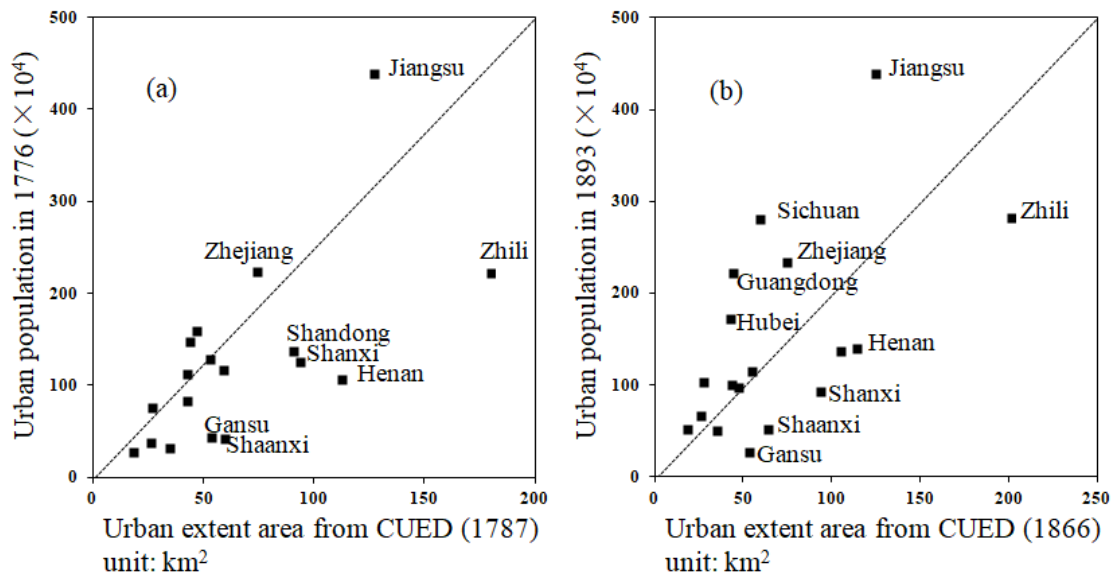 500
400
300
200
100
0
Urban population in 1776 (×10⁴)
(a)
Jiangsu
Zhejiang
Zhili
Shandong
Shanxi
Henan
Gansu
Shaanxi
0 50 100 150 200
Urban extent area from CUED (1787)
unit: km²
500
400
300
200
100
0
Urban population in 1893 (×10⁴)
(b)
Jiangsu
Sichuan
Zhili
Zhejiang
Guangdong
Hubei
Henan
Shanxi
Shaanxi
Gansu
0 50 100 150 200 250
Urban extent area from CUED (1866)
unit: km²